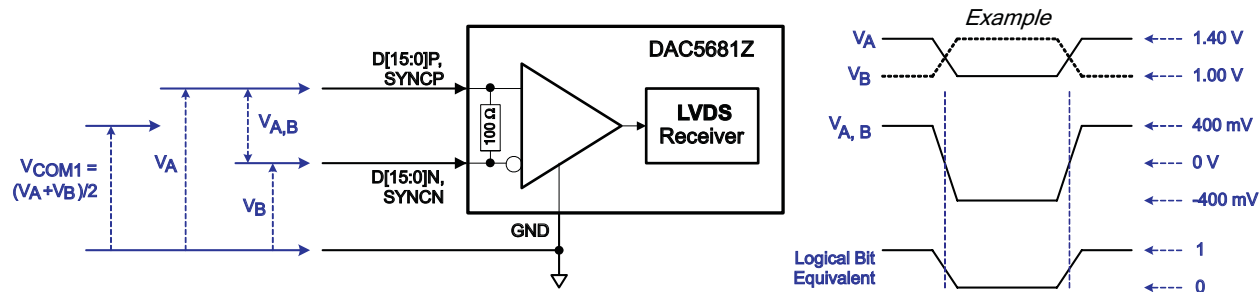 DAC5681Z
D[15:0]P,
SYNCP
100 Ω
LVDS
Receiver
VA,B
VA
VCOM1 =
(VA+VB)/2
VB
D[15:0]N,
SYNCN
GND
Example
VA
1.40 V
VB
1.00 V
VA, B
400 mV
0 V
-400 mV
Logical Bit
Equivalent
1
0